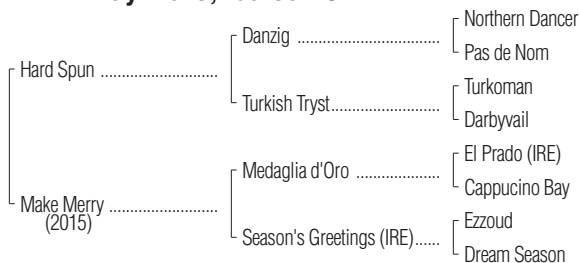 Northern Dancer
Danzig ..................................
Pas de Nom
Hard Spun ............................
Turkoman
Turkish Tryst..........................
Darbyvail
El Prado (IRE)
Medaglia d'Oro ....................
Cappucino Bay
Make Merry ..........................
(2015)
Ezzoud
Season's Greetings (IRE)......
Dream Season